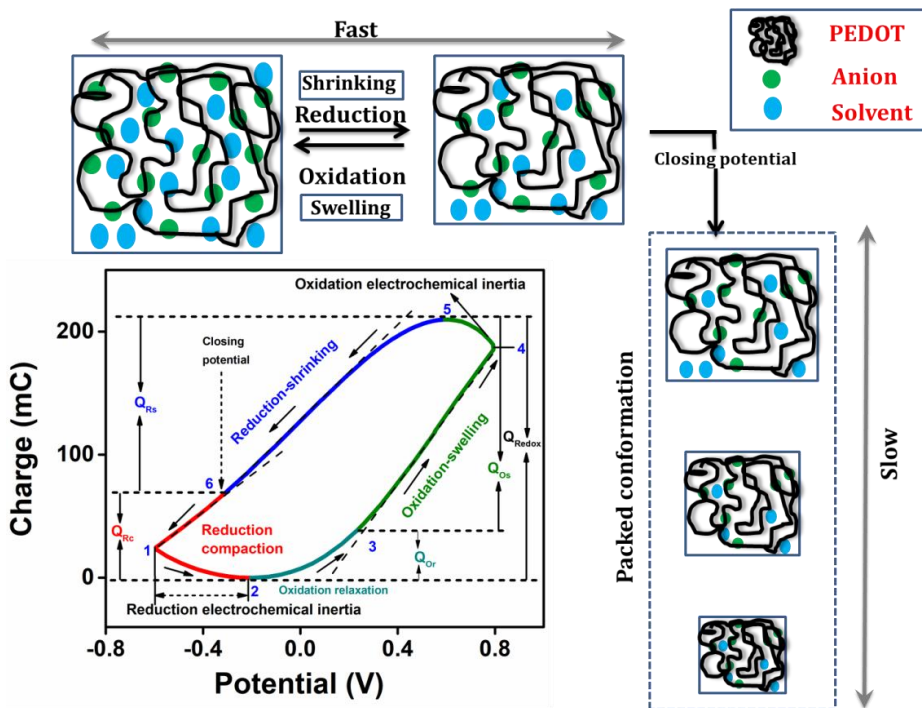 Fast
Shrinking
Reduction
Oxidation
Swelling
PEDOT
Anion
Solvent
Closing potential
Packed conformation
Slow
Oxidation electrochemical inertia
Closing
potential
5
4
Q_Rs
Reduction-shrinking
Q_Redox
Oxidation-swelling
Q_Os
6
Q_Rc
Reduction
compaction
1
3
Q_Or
2
Oxidation relaxation
Reduction electrochemical inertia
200
100
0
Charge (mC)
-0.8 -0.4 0.0 0.4 0.8
Potential (V)